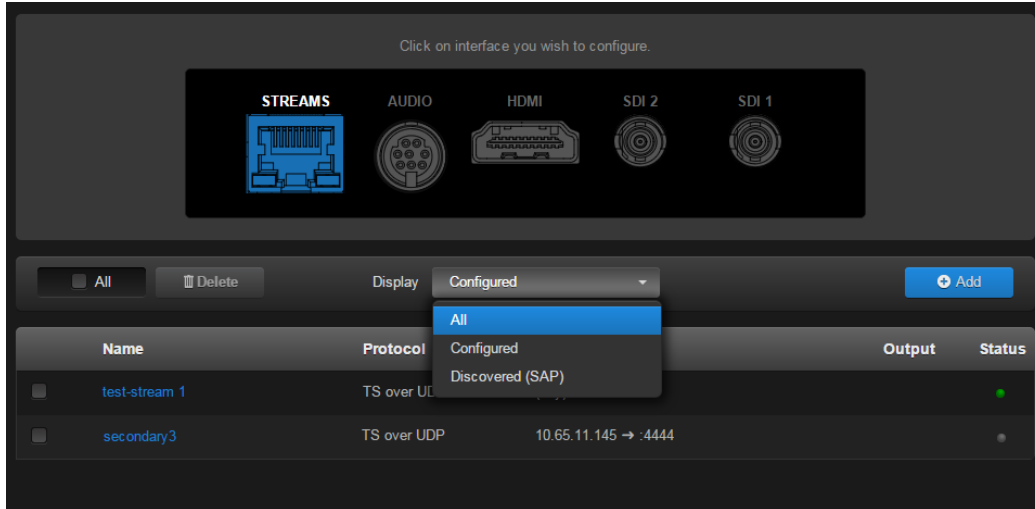 Click on interface you wish to configure.
STREAMS AUDIO HDMI SDI 2 SDI 1
All Delete Display Configured Add
All
Name Protocol Output Status
Configured
Discovered (SAP)
test-stream 1 TS over
secondary3 TS over UDP 10.65.11.145 ➔ :4444